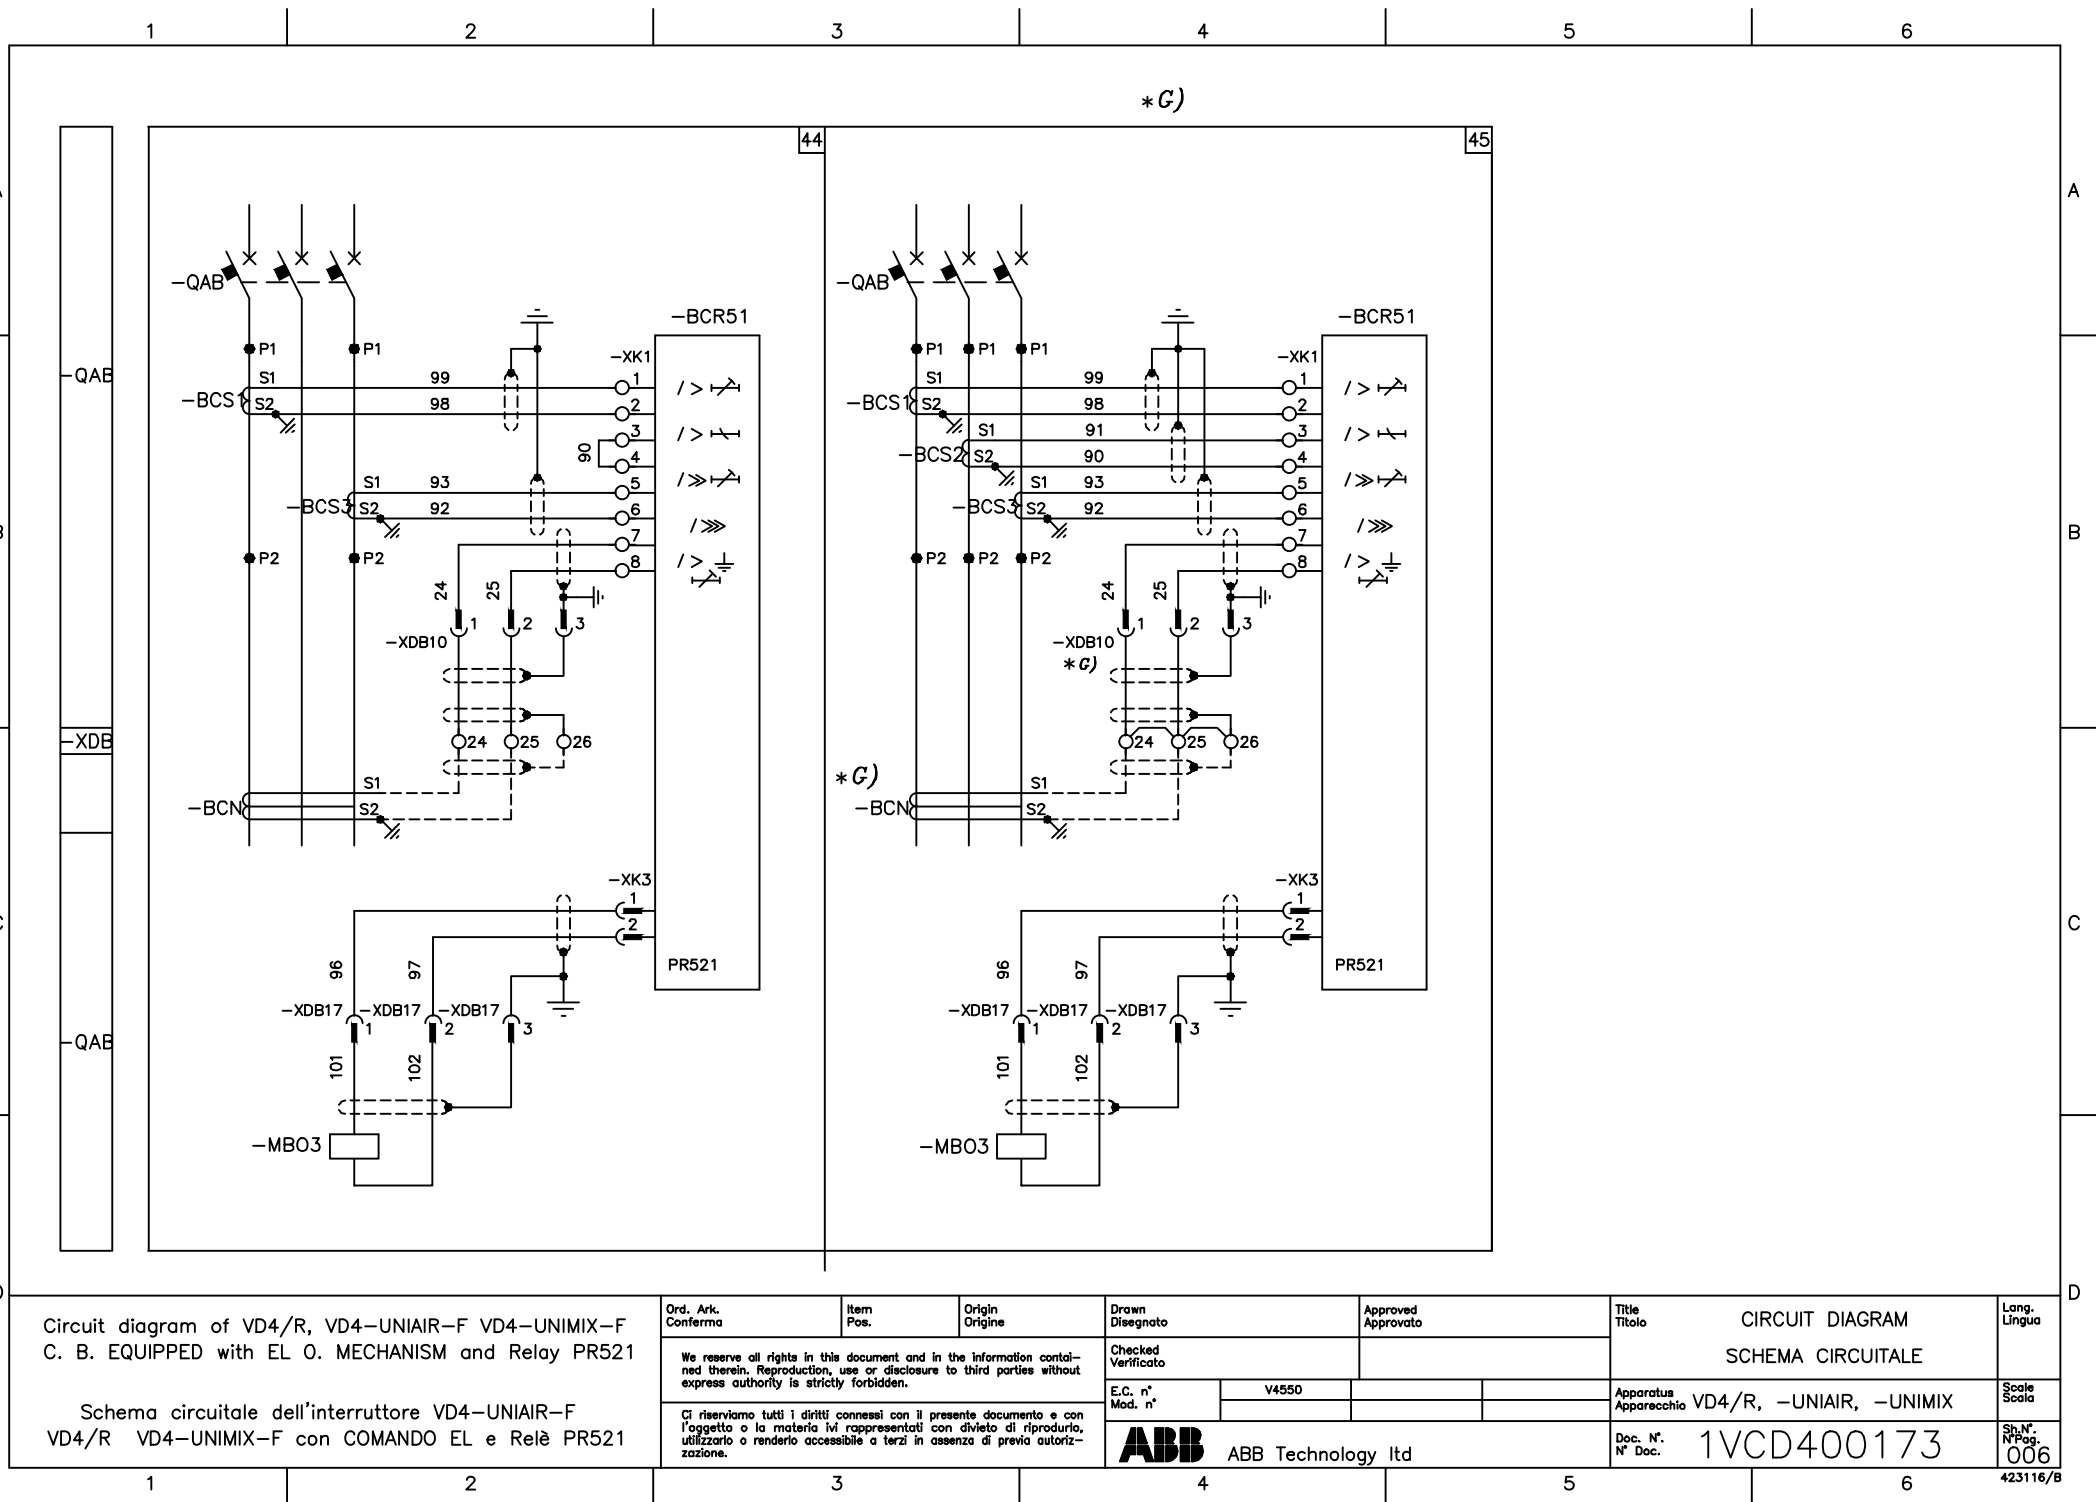 1 2 3 4 5 6
*G)
44 45
A A
-QAB -QAB
-BCR51 -BCR51
P1 P1 -XK1 P1 P1 P1 -XK1
-QAB
S1 99 1 /> S1 99 1 />
-BCS1 S2 98 2 -BCS1 S2 98 2
3 /> S1 91 3 />
90 4 -BCS2 S2 90 4
S1 93 5 /≫ S1 93 5 /≫
-BCS3 S2 92 6 /⋙ -BCS3 S2 92 6 /⋙
B B
7 7
P2 P2 8 /> P2 P2 P2 8 />
24 25 24 25
1 2 3 1 2 3
-XDB10 -XDB10
*G)
-XDB
24 25 26 24 25 26
*G)
S1 S1
-BCN S2 -BCN S2
-XK3 -XK3
1 1
2 2
C C
96 97 PR521 96 97 PR521
-XDB17 -XDB17 -XDB17 -XDB17 -XDB17 -XDB17
1 2 3 1 2 3
-QAB
101 102 101 102
-MBO3 -MBO3
D D
Circuit diagram of VD4/R, VD4-UNIAIR-F VD4-UNIMIX-F
C. B. EQUIPPED with EL O. MECHANISM and Relay PR521
Schema circuitale dell'interruttore VD4-UNIAIR-F
VD4/R VD4-UNIMIX-F con COMANDO EL e Relè PR521
Ord. Ark.
Conferma
Item
Pos.
Origin
Origine
We reserve all rights in this document and in the information contai-
ned therein. Reproduction, use or disclosure to third parties without
express authority is strictly forbidden.
Ci riserviamo tutti i diritti connessi con il presente documento e con
l'oggetto o la materia ivi rappresentati con divieto di riprodurlo,
utilizzarlo o renderlo accessibile a terzi in assenza di previa autoriz-
zazione.
Drawn
Disegnato
Approved
Approvato
Checked
Verificato
E.C. n°
Mod. n°
V4550
ABB ABB Technology ltd
Title
Titolo
CIRCUIT DIAGRAM
SCHEMA CIRCUITALE
Apparatus
Apparecchio
VD4/R, -UNIAIR, -UNIMIX
Doc. N°.
N° Doc.
1VCD400173
Lang.
Lingua
Scale
Scala
Sh.N°.
N°Pag.
006
423116/B
1 2 3 4 5 6